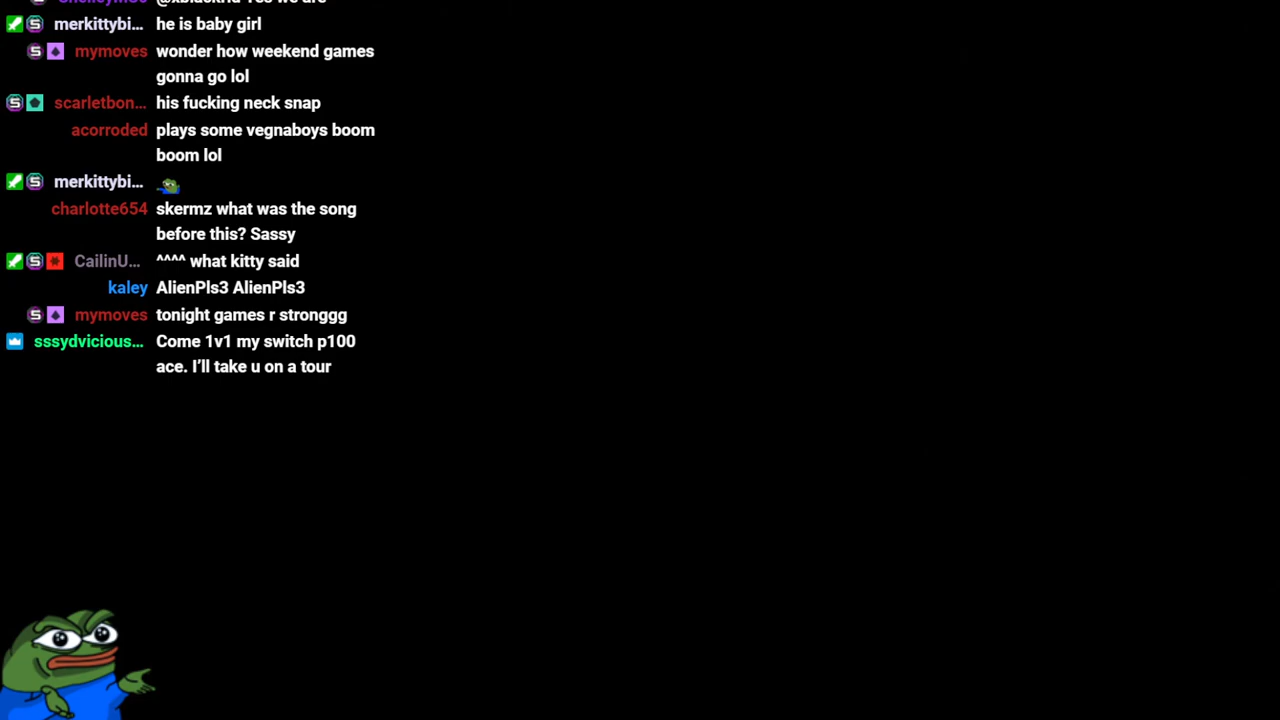 merkittybi… he is baby girl
mymoves wonder how weekend games
gonna go lol
scarletbon… his fucking neck snap
acorroded plays some vegnaboys boom
boom lol
merkittybi…
charlotte654 skermz what was the song
before this? Sassy
CailinU… ^^^^ what kitty said
kaley AlienPls3 AlienPls3
mymoves tonight games r stronggg
sssydvicious… Come 1v1 my switch p100
ace. I’ll take u on a tour